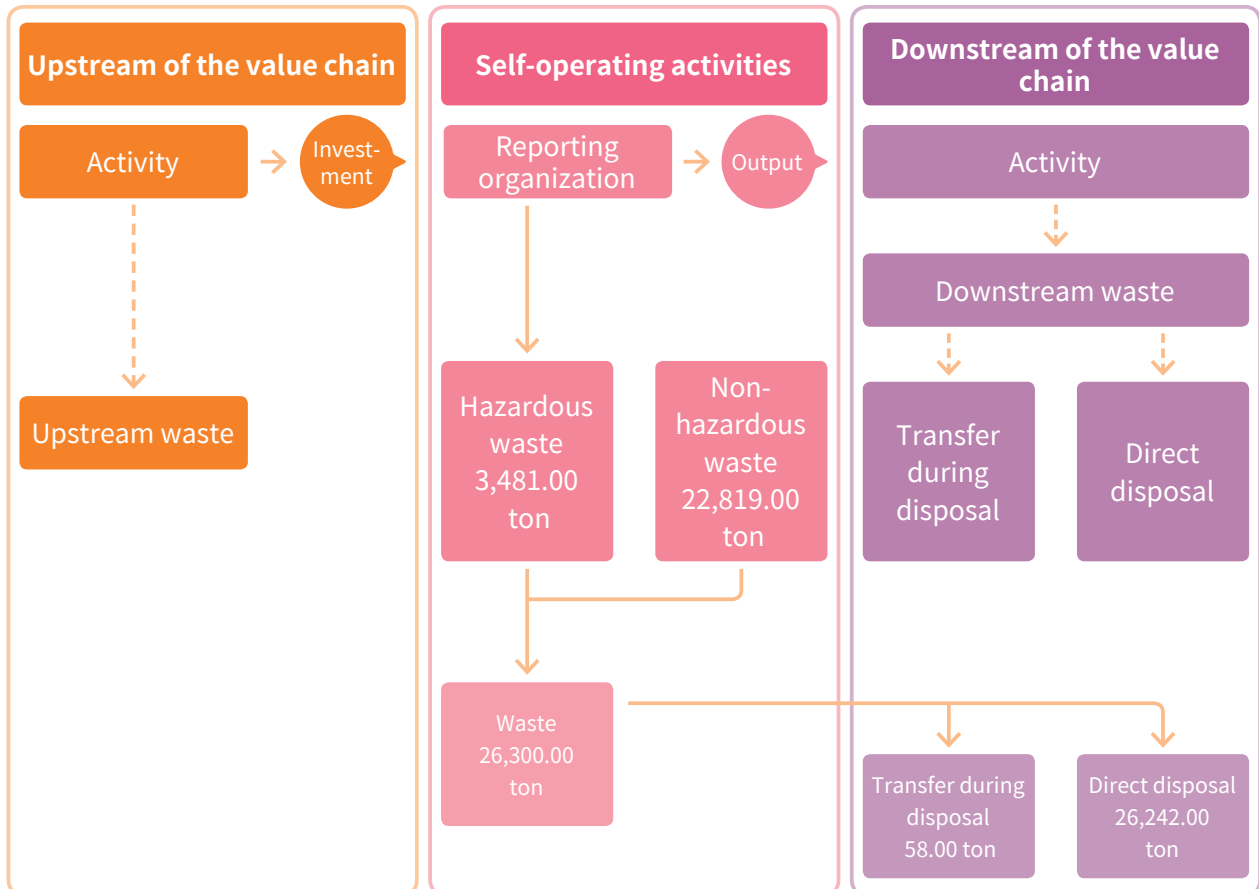 Upstream of the value chain
Activity
Invest-
ment
Upstream waste
Self-operating activities
Reporting
organization
Output
Hazardous
waste
3,481.00
ton
Non-
hazardous
waste
22,819.00
ton
Waste
26,300.00
ton
Downstream of the value
chain
Activity
Downstream waste
Transfer
during
disposal
Direct
disposal
Transfer during
disposal
58.00 ton
Direct disposal
26,242.00
ton